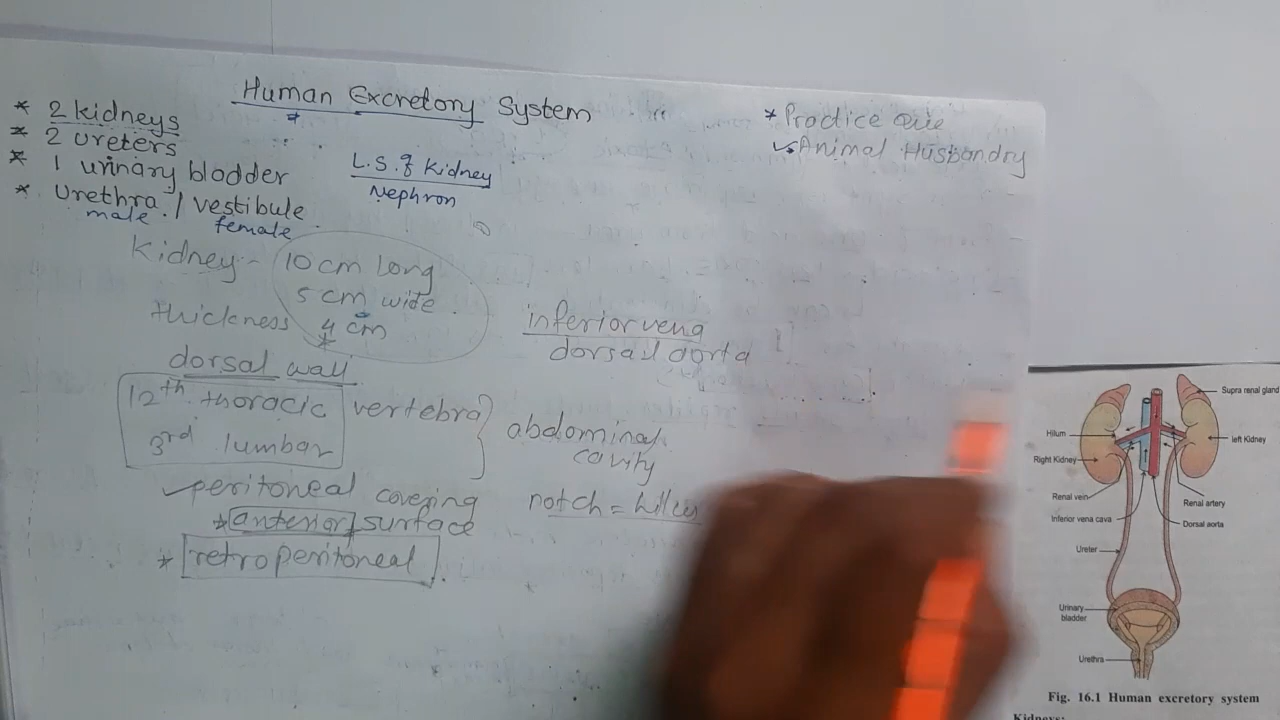 Human Excretory System
* 2 kidneys
* 2 ureters
* 1 urinary bladder
* Urethra / vestibule
male female
L.S. of Kidney
Nephron
* Practice Que
Animal Husbandry
Kidney - 10 cm long
5 cm wide
thickness 4 cm
dorsal wall
12th thoracic vertebra
3rd lumbar
peritoneal covering
* anterior surface
* retroperitoneal
inferior vena
dorsal aorta
abdominal
cavity
notch =
Supra renal gland
Hilum
left Kidney
Right Kidney
Renal vein
Renal artery
Inferior vena cava
Dorsal aorta
Ureter
Urinary
bladder
Urethra
Fig. 16.1 Human excretory system
Kidneys: